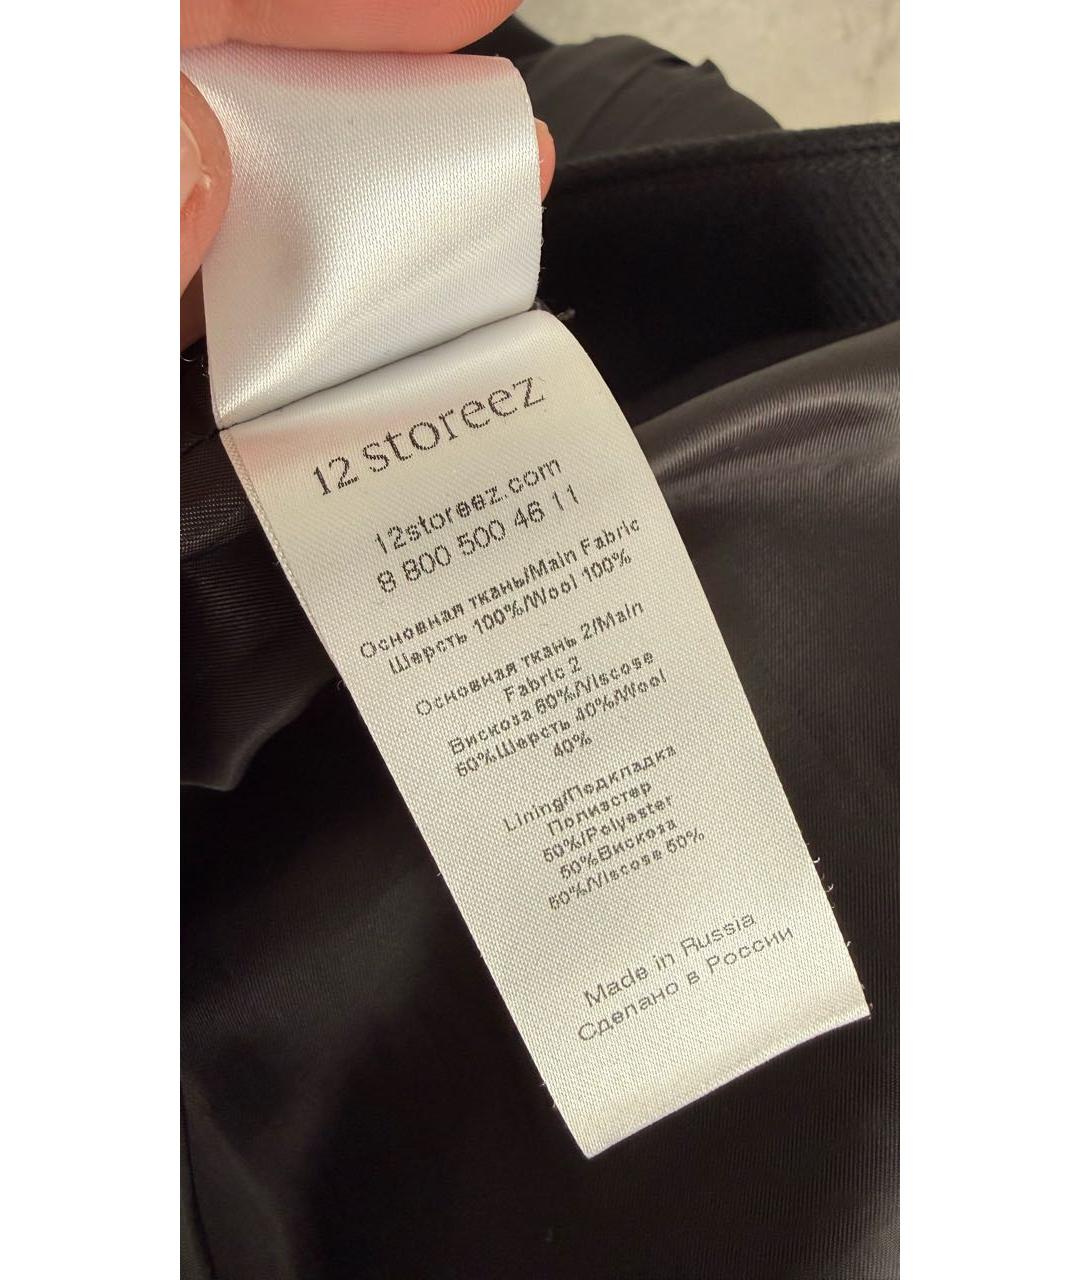 12 storeez
12storeez.com
8 800 500 46 11
Основная ткань/Main Fabric
Шерсть 100%/Wool 100%
Основная ткань 2/Main
Fabric 2
Вискоза 60%/Viscose
60%Шерсть 40%/Wool
40%
Lining/Подкладка
Полиэстер
50%/Polyester
50%Вискоза
50%/Viscose 50%
Made in Russia
Сделано в России